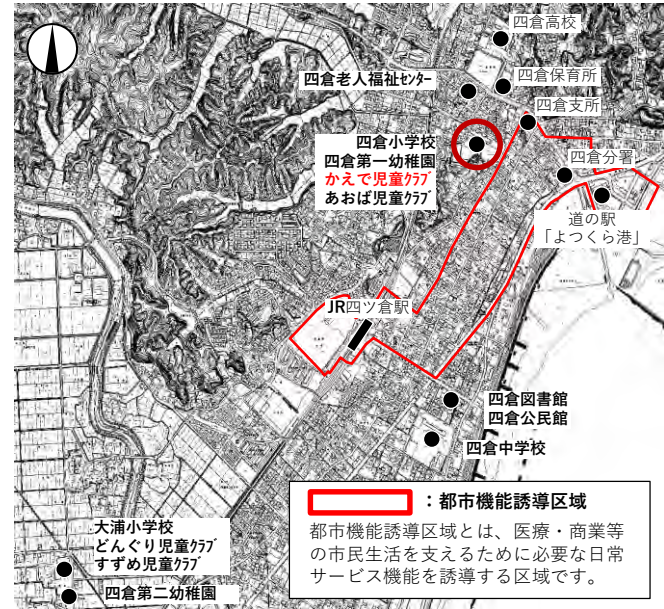 四倉高校
四倉老人福祉ｾﾝﾀｰ
四倉保育所
四倉支所
四倉小学校
四倉第一幼稚園
かえで児童ｸﾗﾌﾞ
あおば児童ｸﾗﾌﾞ
四倉分署
道の駅
「よつくら港」
JR四ツ倉駅
四倉図書館
四倉公民館
四倉中学校
大浦小学校
どんぐり児童ｸﾗﾌﾞ
すずめ児童ｸﾗﾌﾞ
四倉第二幼稚園
：都市機能誘導区域
都市機能誘導区域とは、医療・商業等
の市民生活を支えるために必要な日常
サービス機能を誘導する区域です。